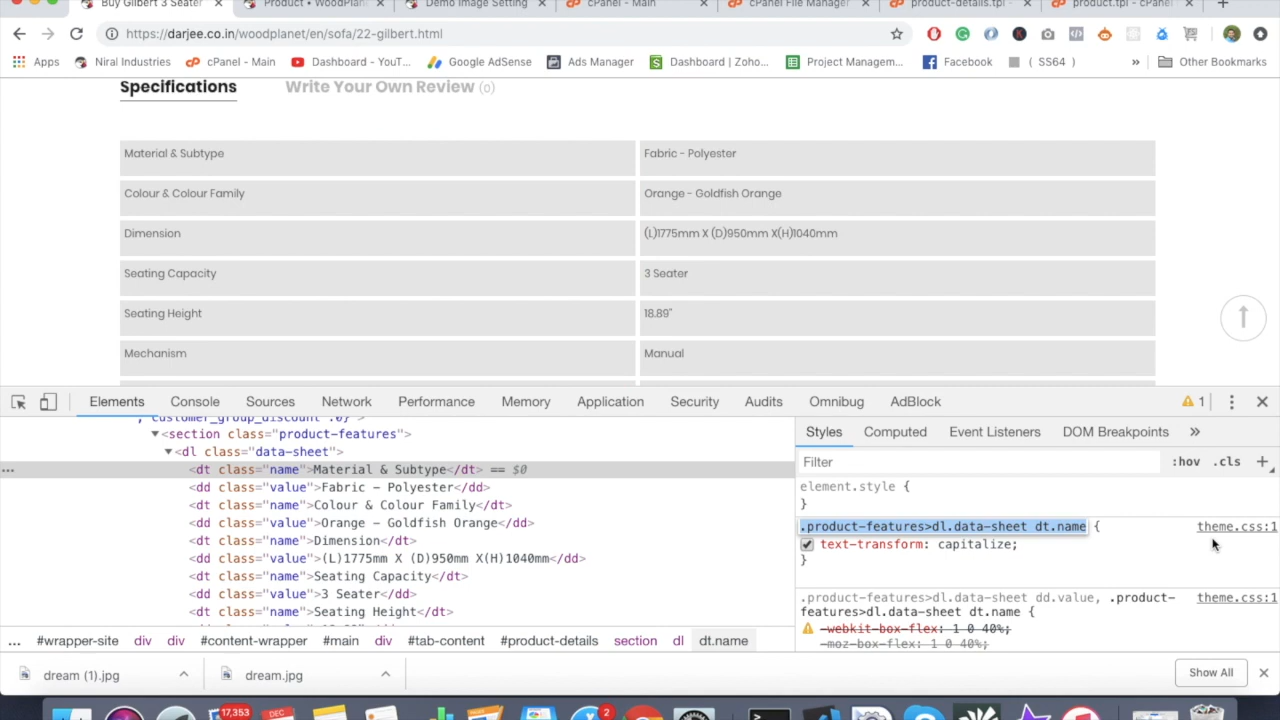 Buy Gilbert 3 Seater
Product • WoodPlane
Demo Image Setting
cPanel - Main
cPanel File Manager
product-details.tpl -
product.tpl - cPanel
https://darjee.co.in/woodplanet/en/sofa/22-gilbert.html
Apps
Niral Industries
cPanel - Main
Dashboard - YouT...
Google AdSense
Ads Manager
Dashboard | Zoho...
Project Managem...
Facebook
( SS64 )
»
Other Bookmarks
Specifications
Write Your Own Review (0)
Material & Subtype
Fabric - Polyester
Colour & Colour Family
Orange - Goldfish Orange
Dimension
(L)1775mm X (D)950mm X(H)1040mm
Seating Capacity
3 Seater
Seating Height
18.89"
Mechanism
Manual
Elements
Console
Sources
Network
Performance
Memory
Application
Security
Audits
Omnibug
AdBlock
1
, "customer_group_discount":0}">
<section class="product-features">
<dl class="data-sheet">
<dt class="name">Material & Subtype</dt> == $0
<dd class="value">Fabric – Polyester</dd>
<dt class="name">Colour & Colour Family</dt>
<dd class="value">Orange – Goldfish Orange</dd>
<dt class="name">Dimension</dt>
<dd class="value">(L)1775mm X (D)950mm X(H)1040mm</dd>
<dt class="name">Seating Capacity</dt>
<dd class="value">3 Seater</dd>
<dt class="name">Seating Height</dt>
... #wrapper-site div div #content-wrapper #main div #tab-content #product-details section dl dt.name
Styles
Computed
Event Listeners
DOM Breakpoints
»
Filter
:hov
.cls
+
element.style {
}
.product-features>dl.data-sheet dt.name {
theme.css:1
text-transform: capitalize;
}
.product-features>dl.data-sheet dd.value, .product-
theme.css:1
features>dl.data-sheet dt.name {
-webkit-box-flex: 1 0 40%;
-moz-box-flex: 1 0 40%;
dream (1).jpg
dream.jpg
Show All
17,353
DEC
2